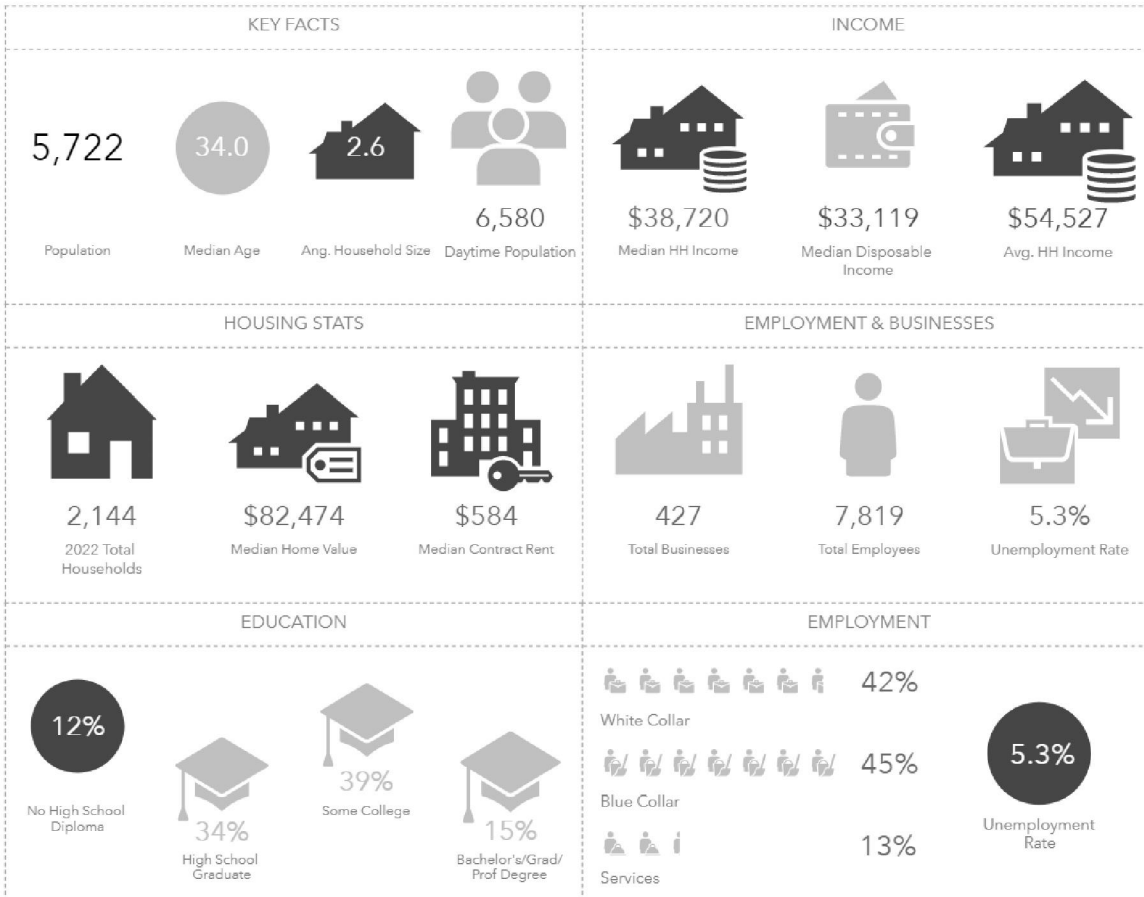 KEY FACTS
5,722
Population
34.0
Median Age
2.6
Ang. Household Size
6,580
Daytime Population
INCOME
$38,720
Median HH Income
$33,119
Median Disposable
Income
$54,527
Avg. HH Income
HOUSING STATS
2,144
2022 Total
Households
$82,474
Median Home Value
$584
Median Contract Rent
EMPLOYMENT & BUSINESSES
427
Total Businesses
7,819
Total Employees
5.3%
Unemployment Rate
EDUCATION
12%
No High School
Diploma
34%
High School
Graduate
39%
Some College
15%
Bachelor's/Grad/
Prof Degree
EMPLOYMENT
42%
White Collar
45%
Blue Collar
13%
Services
5.3%
Unemployment
Rate